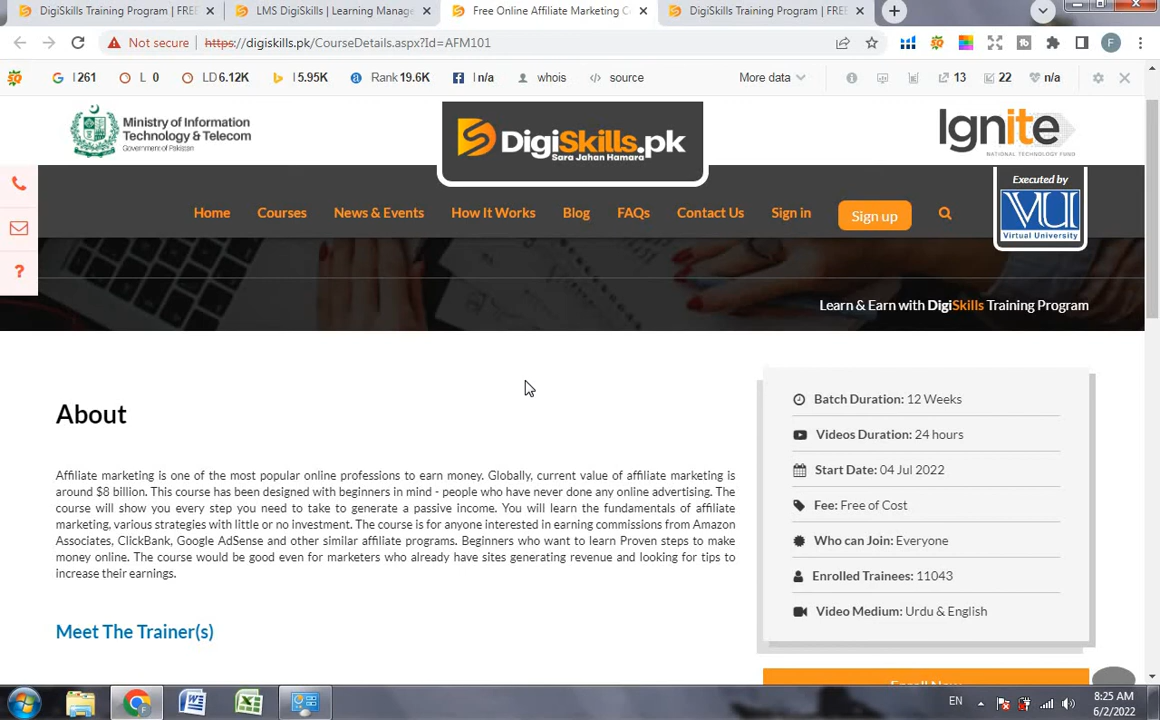 DigiSkills Training Program | FREE
LMS DigiSkills | Learning Manage
Free Online Affiliate Marketing C
DigiSkills Training Program | FREE
Not secure
https://digiskills.pk/CourseDetails.aspx?Id=AFM101
F
I 261
L 0
LD 6.12K
I 5.95K
Rank 19.6K
I n/a
whois
source
More data
13
22
n/a
Ministry of Information
Technology & Telecom
Government of Pakistan
DigiSkills.pk
Sara Jahan Hamara
Ignite
NATIONAL TECHNOLOGY FUND
Executed by
VU
Virtual University
Home
Courses
News & Events
How It Works
Blog
FAQs
Contact Us
Sign in
Sign up
Learn & Earn with DigiSkills Training Program
About
Affiliate marketing is one of the most popular online professions to earn money. Globally, current value of affiliate marketing is
around $8 billion. This course has been designed with beginners in mind - people who have never done any online advertising. The
course will show you every step you need to take to generate a passive income. You will learn the fundamentals of affiliate
marketing, various strategies with little or no investment. The course is for anyone interested in earning commissions from Amazon
Associates, ClickBank, Google AdSense and other similar affiliate programs. Beginners who want to learn Proven steps to make
money online. The course would be good even for marketers who already have sites generating revenue and looking for tips to
increase their earnings.
Meet The Trainer(s)
Batch Duration: 12 Weeks
Videos Duration: 24 hours
Start Date: 04 Jul 2022
Fee: Free of Cost
Who can Join: Everyone
Enrolled Trainees: 11043
Video Medium: Urdu & English
Enroll Now
EN
8:25 AM
6/2/2022